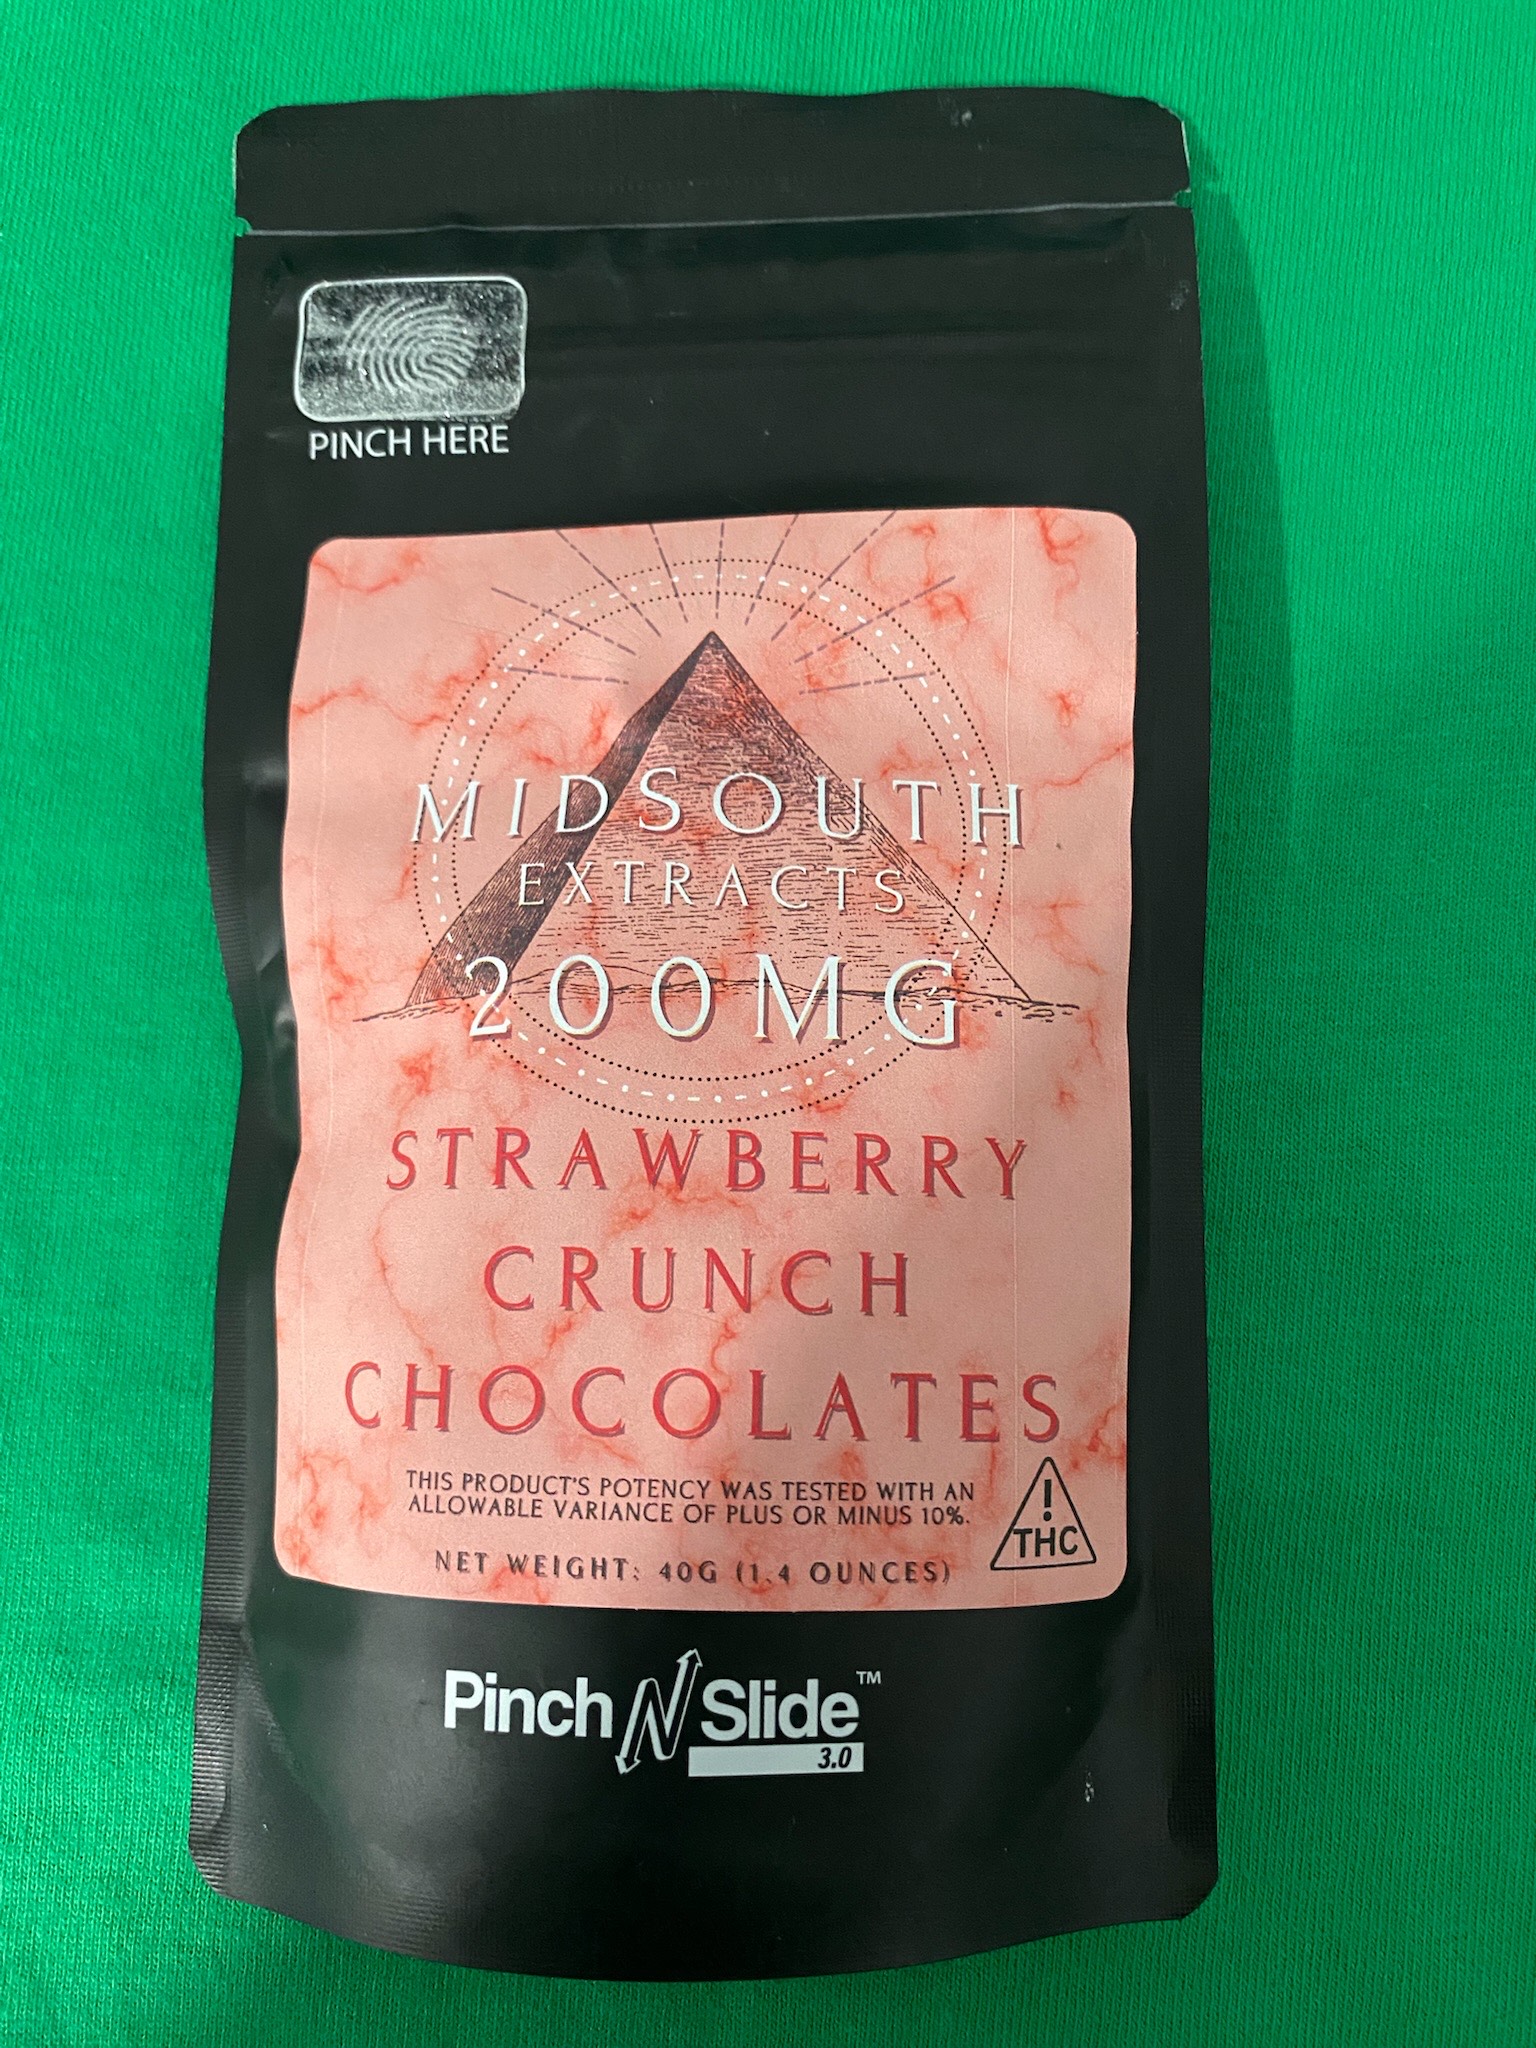 PINCH HERE
MIDSOUTH
EXTRACTS
200MG
STRAWBERRY
CRUNCH
CHOCOLATES
THIS PRODUCT'S POTENCY WAS TESTED WITH AN
ALLOWABLE VARIANCE OF PLUS OR MINUS 10%.
!
THC
NET WEIGHT: 40G (1.4 OUNCES)
Pinch N Slide™
3.0